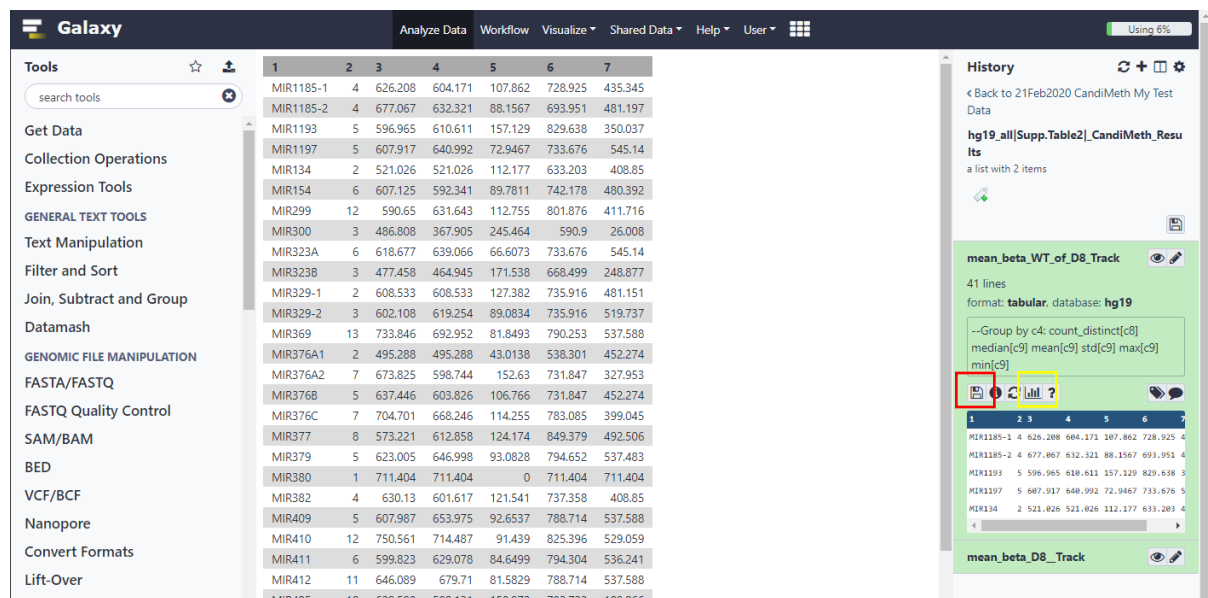 Galaxy
Analyze Data Workflow Visualize Shared Data Help User
Using 6%
Tools
search tools
Get Data
Collection Operations
Expression Tools
GENERAL TEXT TOOLS
Text Manipulation
Filter and Sort
Join, Subtract and Group
Datamash
GENOMIC FILE MANIPULATION
FASTA/FASTQ
FASTQ Quality Control
SAM/BAM
BED
VCF/BCF
Nanopore
Convert Formats
Lift-Over
1 2 3 4 5 6 7
MIR1185-1 4 626.208 604.171 107.862 728.925 435.345
MIR1185-2 4 677.067 632.321 88.1567 693.951 481.197
MIR1193 5 596.965 610.611 157.129 829.638 350.037
MIR1197 5 607.917 640.992 72.9467 733.676 545.14
MIR134 2 521.026 521.026 112.177 633.203 408.85
MIR154 6 607.125 592.341 89.7811 742.178 480.392
MIR299 12 590.65 631.643 112.755 801.876 411.716
MIR300 3 486.808 367.905 245.464 590.9 26.008
MIR323A 6 618.677 639.066 66.6073 733.676 545.14
MIR323B 3 477.458 464.945 171.538 668.499 248.877
MIR329-1 2 608.533 608.533 127.382 735.916 481.151
MIR329-2 3 602.108 619.254 89.0834 735.916 519.737
MIR369 13 733.846 692.952 81.8493 790.253 537.588
MIR376A1 2 495.288 495.288 43.0138 538.301 452.274
MIR376A2 7 673.825 598.744 152.63 731.847 327.953
MIR376B 5 637.446 603.826 106.766 731.847 452.274
MIR376C 7 704.701 668.246 114.255 783.085 399.045
MIR377 8 573.221 612.858 124.174 849.379 492.506
MIR379 5 623.005 646.998 93.0828 794.652 537.483
MIR380 1 711.404 711.404 0 711.404 711.404
MIR382 4 630.13 601.617 121.541 737.358 408.85
MIR409 5 607.987 653.975 92.6537 788.714 537.588
MIR410 12 750.561 714.487 91.439 825.396 529.059
MIR411 6 599.823 629.078 84.6499 794.304 536.241
MIR412 11 646.089 679.71 81.5829 788.714 537.588
History
Back to 21Feb2020 CandiMeth My Test
Data
hg19_all|Supp.Table2|_CandiMeth_Resu
lts
a list with 2 items
mean_beta_WT_of_D8_Track
41 lines
format: tabular, database: hg19
--Group by c4: count_distinct[c8]
median[c9] mean[c9] std[c9] max[c9]
min[c9]
?
1 2 3 4 5 6 7
MIR1185-1 4 626.208 604.171 107.862 728.925 4
MIR1185-2 4 677.067 632.321 88.1567 693.951 4
MIR1193 5 596.965 610.611 157.129 829.638 3
MIR1197 5 607.917 640.992 72.9467 733.676 5
MIR134 2 521.026 521.026 112.177 633.203 4
mean_beta_D8__Track